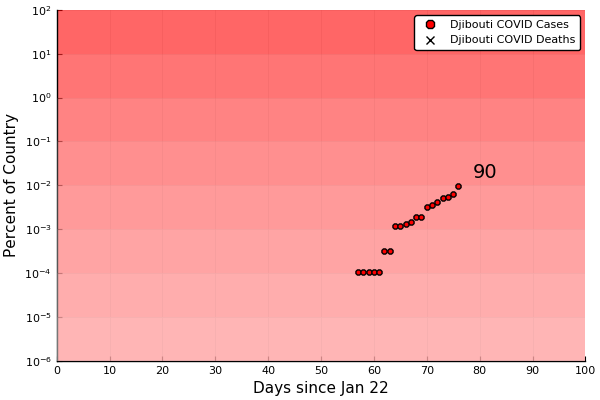 Djibouti COVID Cases
Djibouti COVID Deaths
90
Percent of Country
10²
10¹
10⁰
10⁻¹
10⁻²
10⁻³
10⁻⁴
10⁻⁵
10⁻⁶
0 10 20 30 40 50 60 70 80 90 100
Days since Jan 22